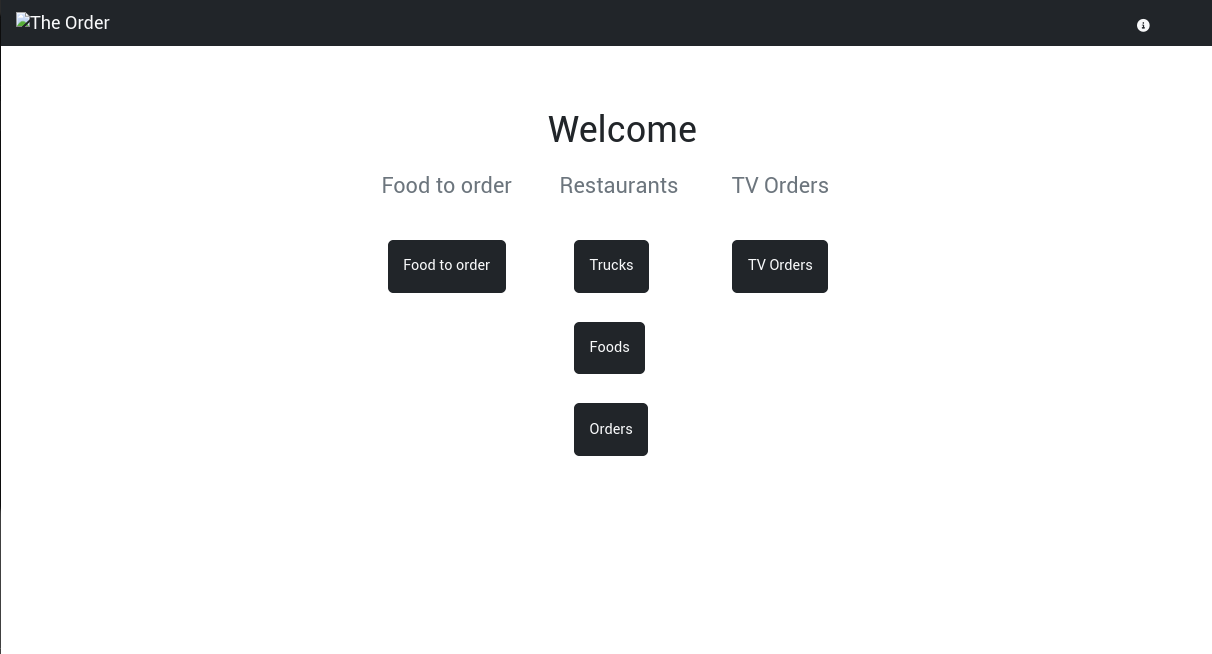 The Order
Welcome
Food to order
Restaurants
TV Orders
Food to order
Trucks
TV Orders
Foods
Orders